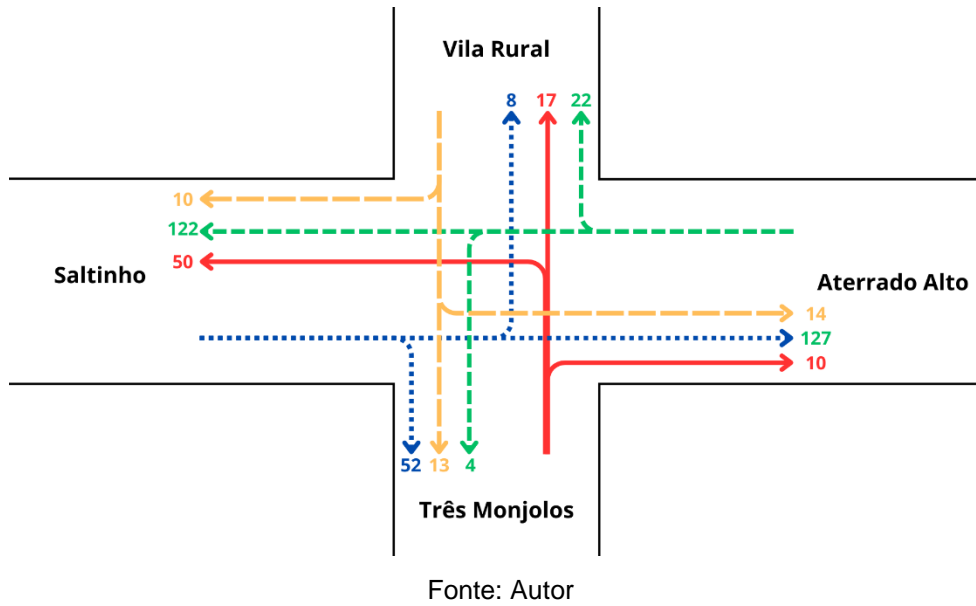 Vila Rural
8 17 22
10
122
50
Saltinho
Aterrado Alto
14
127
10
52 13 4
Três Monjolos
Fonte: Autor